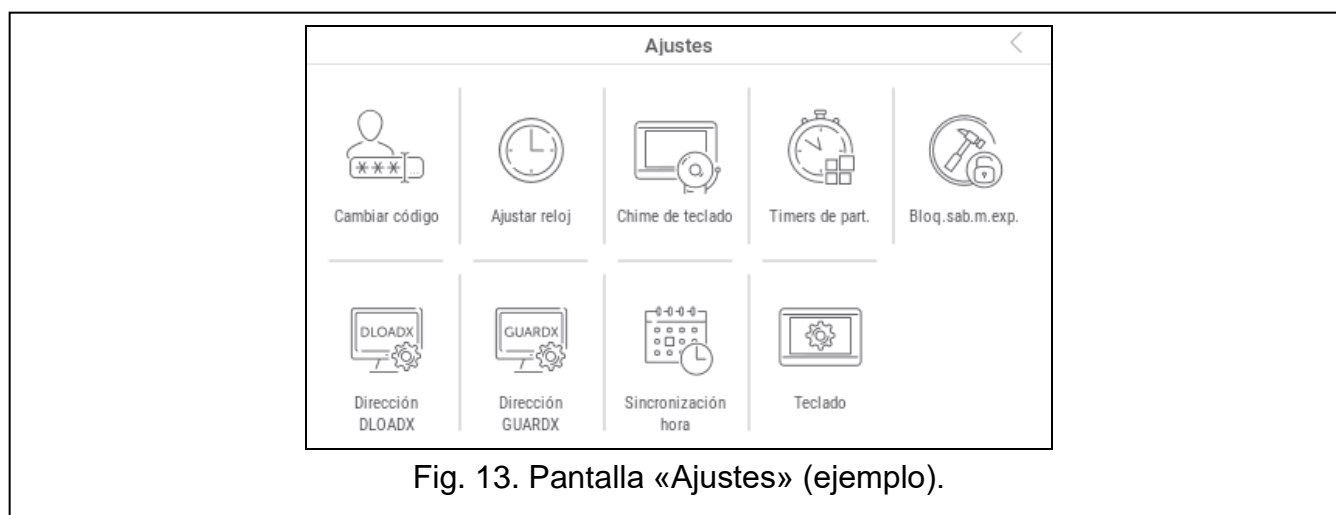 Ajustes
***
Cambiar código
Ajustar reloj
Chime de teclado
Timers de part.
Bloq.sab.m.exp.
DLOADX
GUARDX
Dirección
DLOADX
Dirección
GUARDX
Sincronización
hora
Teclado
Fig. 13. Pantalla «Ajustes» (ejemplo).